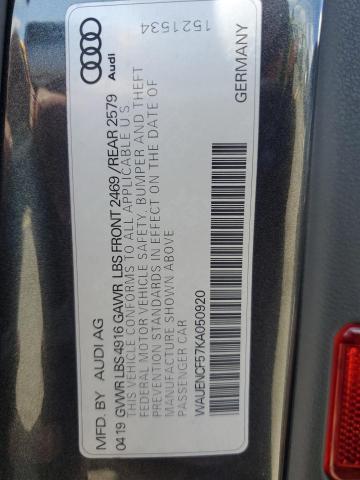 MFD. BY AUDI AG
Audi
04 19 GVWR LBS 4916 GAWR LBS FRONT 2469 /REAR 2579
THIS VEHICLE CONFORMS TO ALL APPLICABLE U S
FEDERAL MOTOR VEHICLE SAFETY, BUMPER AND THEFT
PREVENTION STANDARDS IN EFFECT ON THE DATE OF
MANUFACTURE SHOWN ABOVE
PASSENGER CAR
WAUENCF57KA050920
1521534
GERMANY